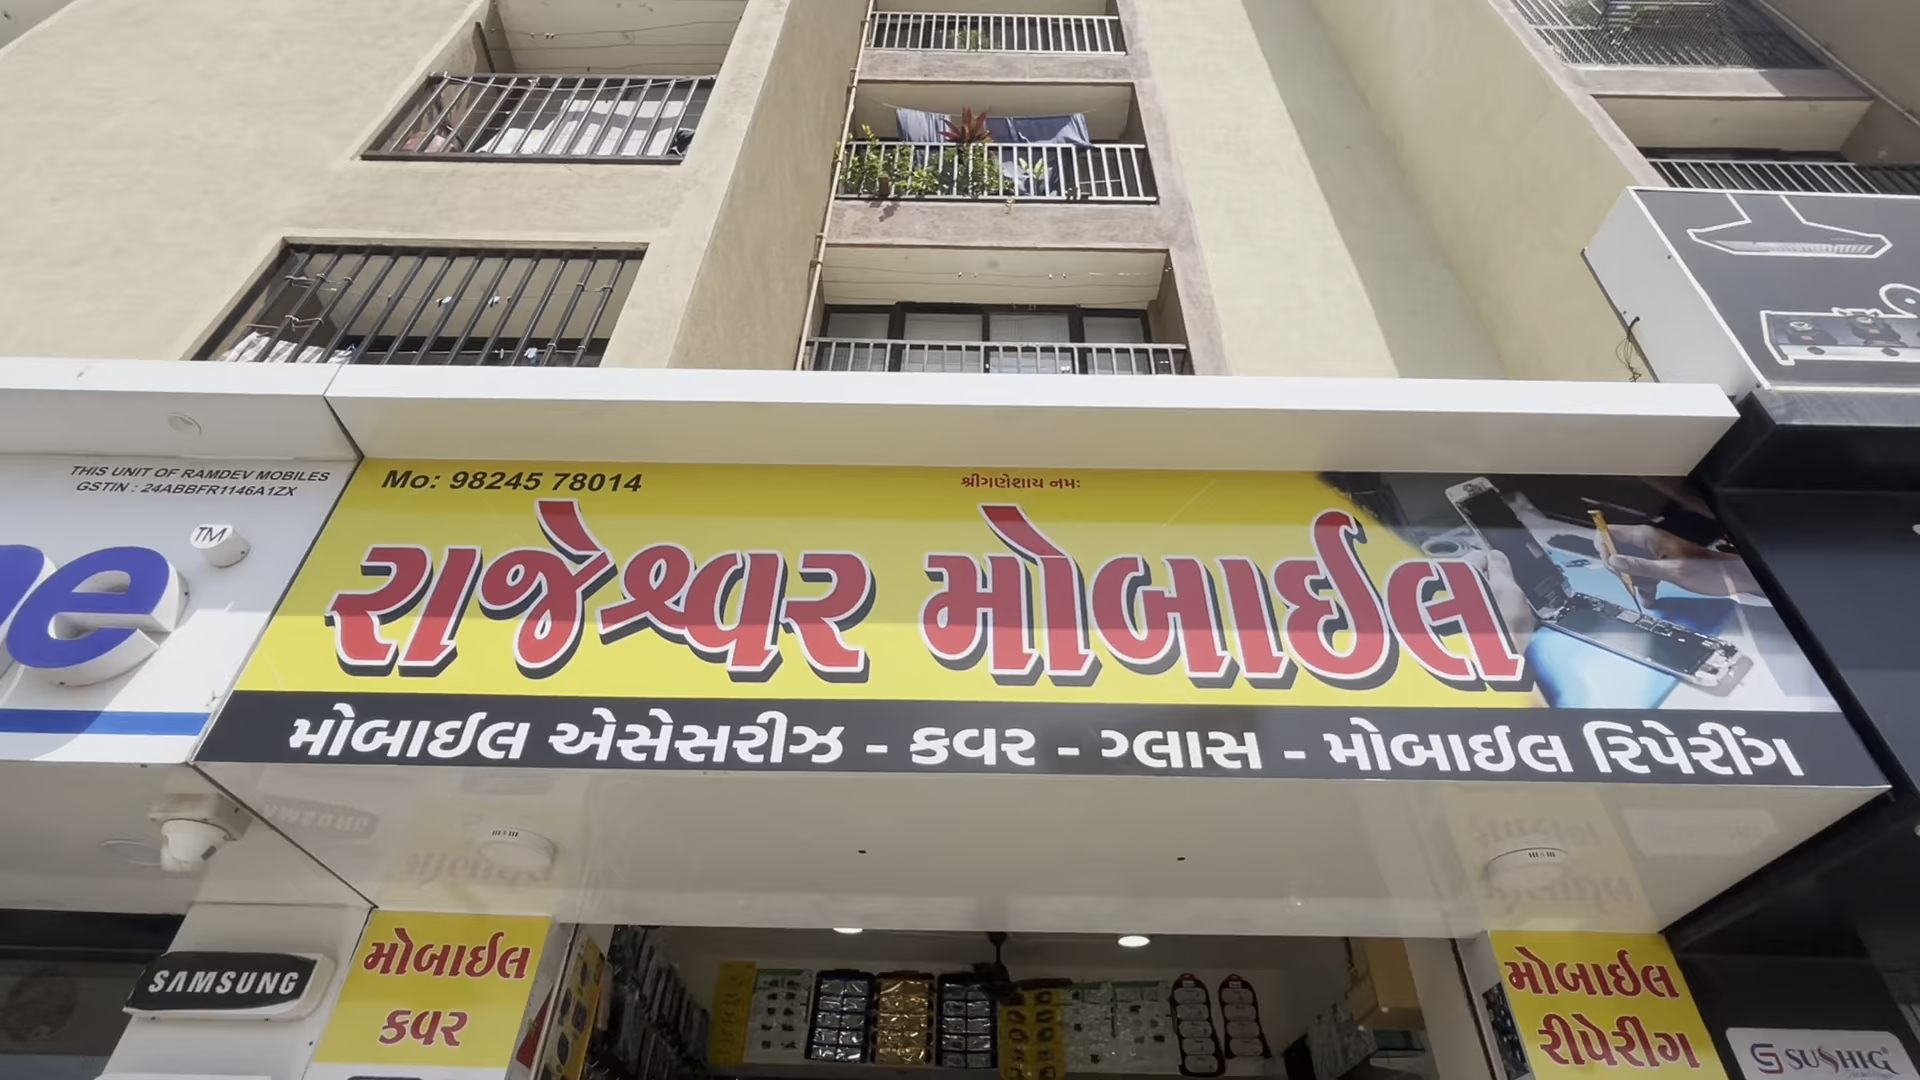 THIS UNIT OF RAMDEV MOBILES
GSTIN : 24ABBFR1146A1ZX
TM
e
Mo: 98245 78014
શ્રીગણેશાય નમઃ
રાજેશ્વર મોબાઈલ
મોબાઈલ એસેસરીઝ - કવર - ગ્લાસ - મોબાઈલ રિપેરીંગ
SAMSUNG
મોબાઈલ
કવર
મોબાઈલ
રીપેરીંગ
SUSHIG